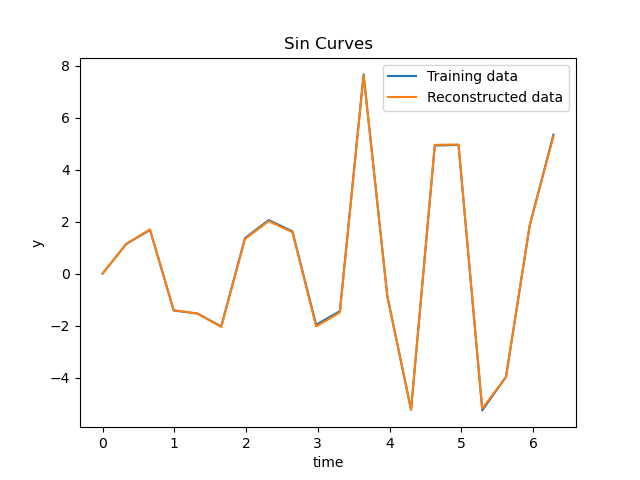 Sin Curves
Training data
Reconstructed data
8
6
4
2
0
−2
−4
y
0 1 2 3 4 5 6
time